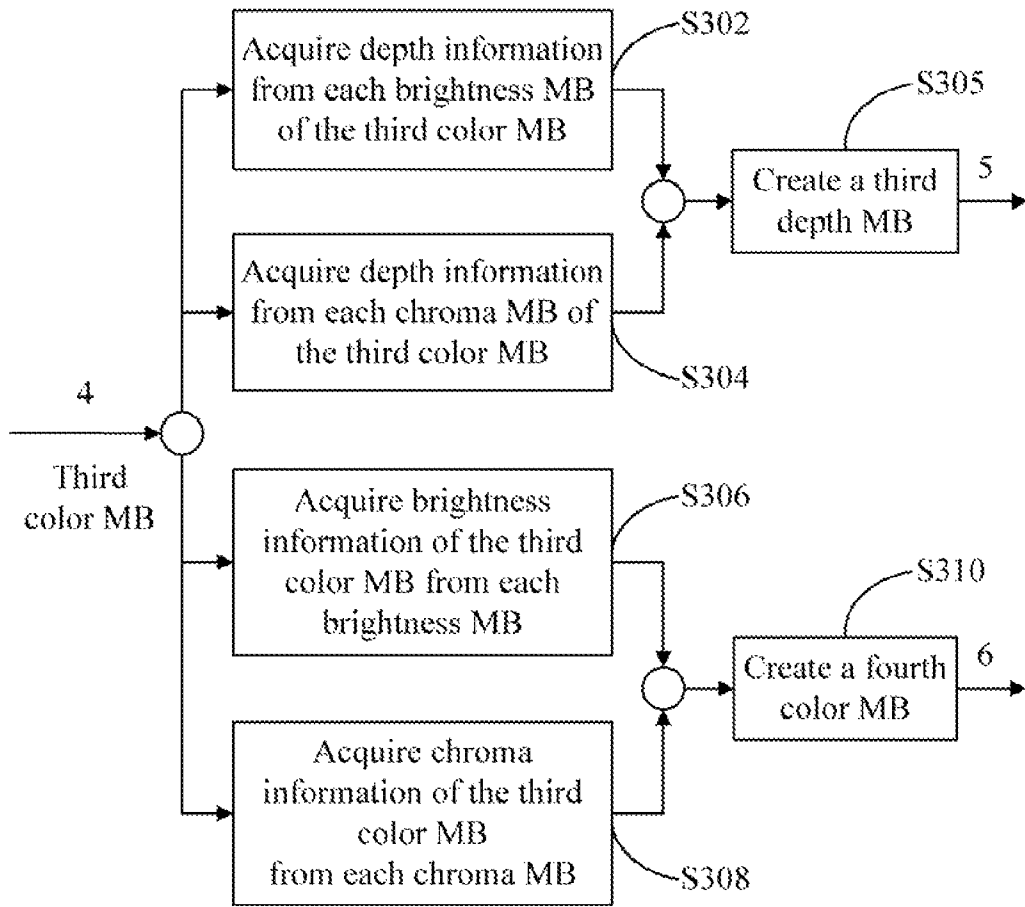 Acquire depth information
from each brightness MB
of the third color MB
S302
S305
Create a third
depth MB
5
Acquire depth information
from each chroma MB of
the third color MB
S304
4
Third
color MB
Acquire brightness
information of the third
color MB from each
brightness MB
S306
S310
Create a fourth
color MB
6
Acquire chroma
information of the third
color MB
from each chroma MB
S308